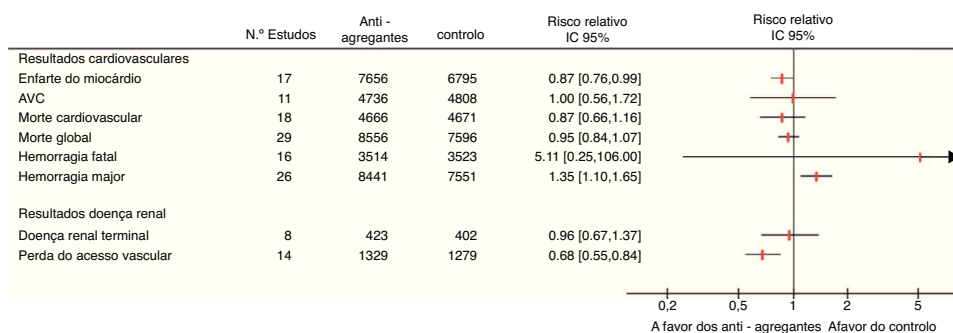 N.º Estudos Anti - agregantes controlo Risco relativo IC 95% Risco relativo IC 95%
Resultados cardiovasculares
Enfarte do miocárdio 17 7656 6795 0.87 [0.76,0.99]
AVC 11 4736 4808 1.00 [0.56,1.72]
Morte cardiovascular 18 4666 4671 0.87 [0.66,1.16]
Morte global 29 8556 7596 0.95 [0.84,1.07]
Hemorragia fatal 16 3514 3523 5.11 [0.25,106.00]
Hemorragia major 26 8441 7551 1.35 [1.10,1.65]
Resultados doença renal
Doença renal terminal 8 423 402 0.96 [0.67,1.37]
Perda do acesso vascular 14 1329 1279 0.68 [0.55,0.84]
0,2 0,5 1 2 5
A favor dos anti - agregantes Afavor do controlo